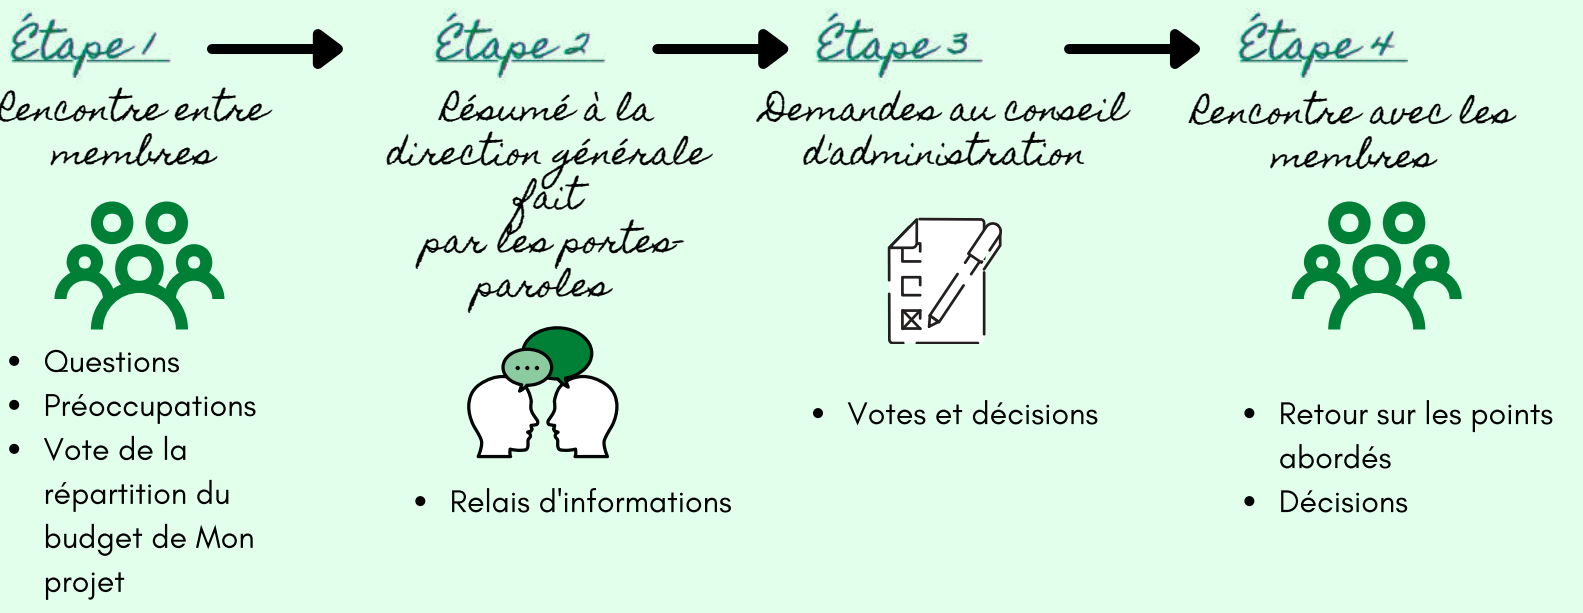 Étape 1
Rencontre entre
membres
Questions
Préoccupations
Vote de la
répartition du
budget de Mon
projet
Étape 2
Résumé à la
direction générale
fait
par les portes-
paroles
Relais d'informations
Étape 3
Demandes au conseil
d'administration
Votes et décisions
Étape 4
Rencontre avec les
membres
Retour sur les points
abordés
Décisions